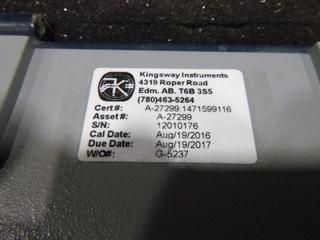 Kingsway Instruments
4319 Roper Road
Edm. AB. T6B 3S5
(780)463-5264
Cert#: A-27299:1471599116
Asset#: A-27299
S/N: 12010176
Cal Date: Aug/19/2016
Due Date: Aug/19/2017
W/O#: G-5237